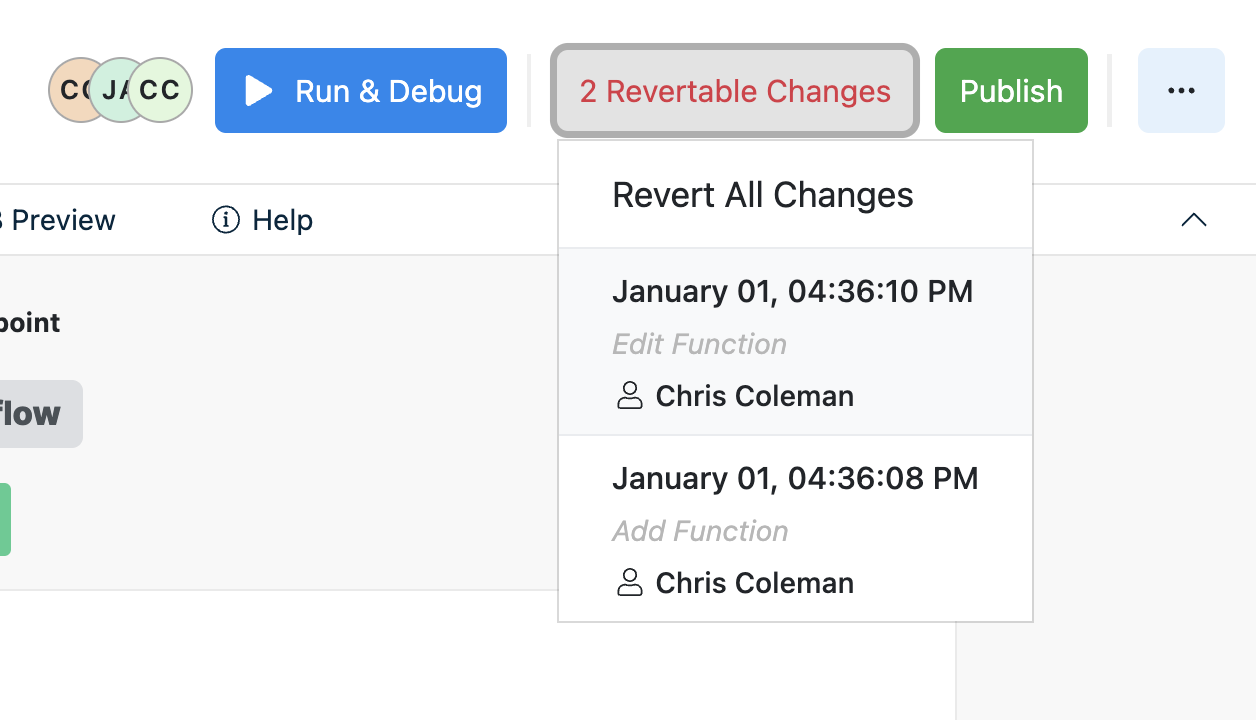 CC JA CC Run & Debug 2 Revertable Changes Publish ...
Preview Help
Revert All Changes
January 01, 04:36:10 PM
Edit Function
Chris Coleman
January 01, 04:36:08 PM
Add Function
Chris Coleman
point
flow